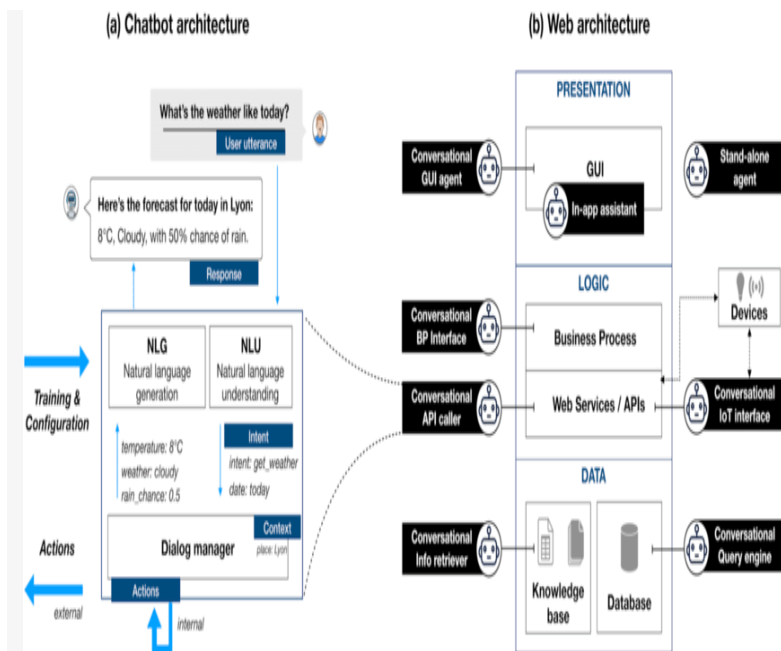 (a) Chatbot architecture
What's the weather like today?
User utterance
Here's the forecast for today in Lyon:
8°C, Cloudy, with 50% chance of rain.
Response
NLG
Natural language
generation
NLU
Natural language
understanding
Training &
Configuration
temperature: 8°C
weather: cloudy
rain_chance: 0.5
Intent
intent: get_weather
date: today
Context
place: Lyon
Dialog manager
Actions
Actions
external
internal
(b) Web architecture
PRESENTATION
Conversational
GUI agent
GUI
In-app assistant
Stand-alone
agent
LOGIC
Conversational
BP Interface
Business Process
Devices
Conversational
API caller
Web Services / APIs
Conversational
IoT interface
DATA
Conversational
Info retriever
Knowledge
base
Database
Conversational
Query engine